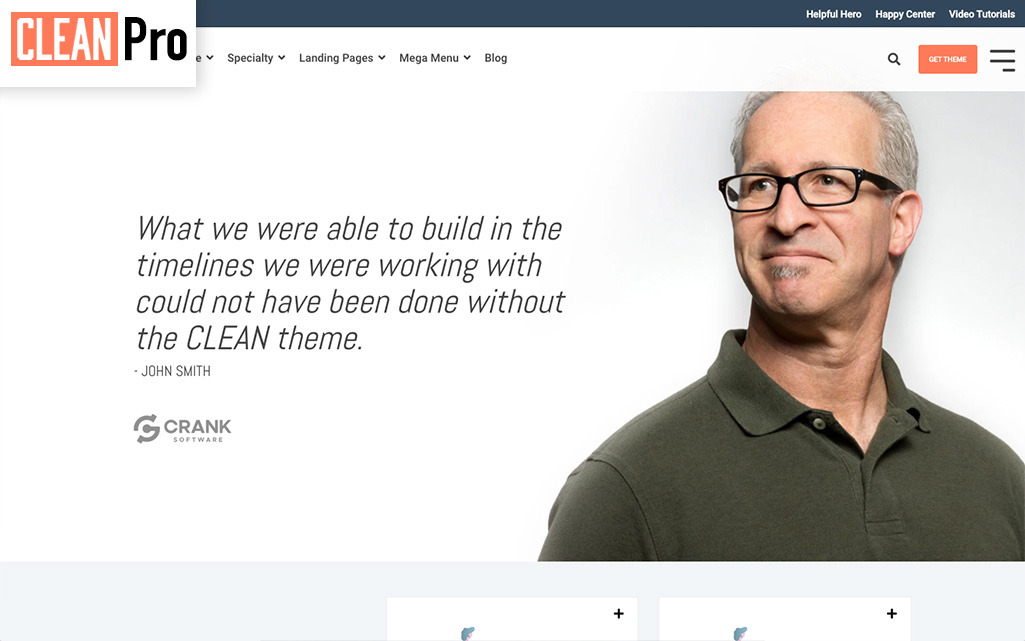 Helpful Hero Happy Center Video Tutorials
CLEAN Pro
e Specialty Landing Pages Mega Menu Blog GET THEME
What we were able to build in the
timelines we were working with
could not have been done without
the CLEAN theme.
- JOHN SMITH
CRANK
SOFTWARE